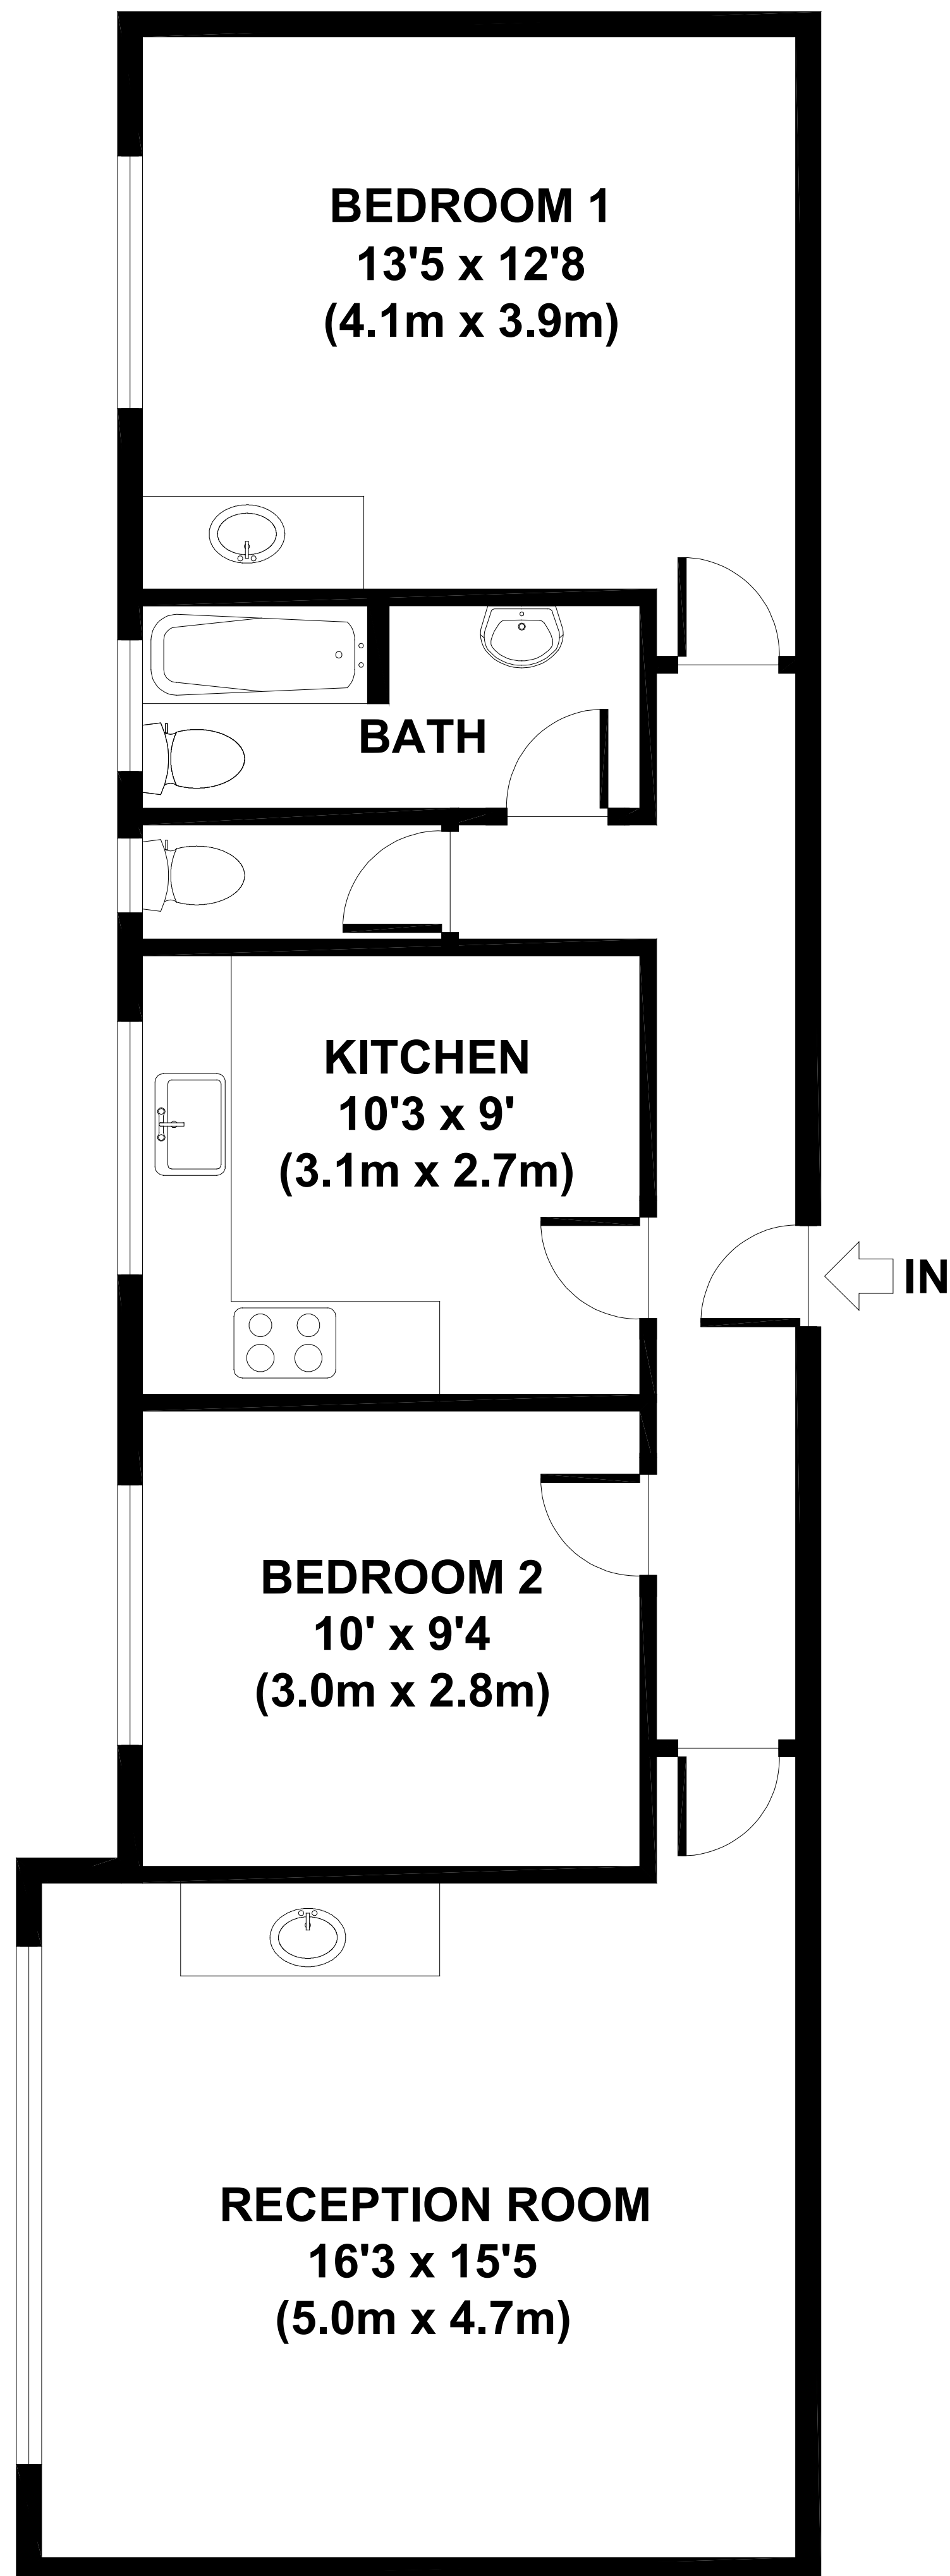 BEDROOM 1
13'5 x 12'8
(4.1m x 3.9m)
BATH
KITCHEN
10'3 x 9'
(3.1m x 2.7m)
IN
BEDROOM 2
10' x 9'4
(3.0m x 2.8m)
RECEPTION ROOM
16'3 x 15'5
(5.0m x 4.7m)